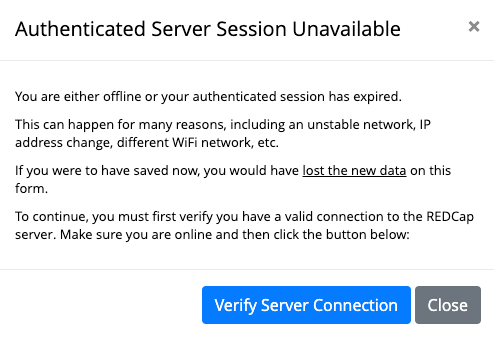 Authenticated Server Session Unavailable
×
You are either offline or your authenticated session has expired.
This can happen for many reasons, including an unstable network, IP
address change, different WiFi network, etc.
If you were to have saved now, you would have lost the new data on this
form.
To continue, you must first verify you have a valid connection to the REDCap
server. Make sure you are online and then click the button below:
Verify Server Connection
Close